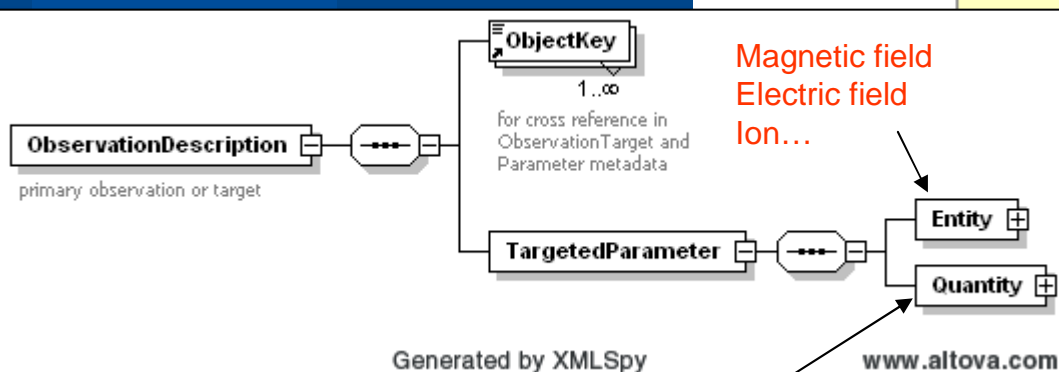 ObjectKey
1..∞
for cross reference in
ObservationTarget and
Parameter metadata
Magnetic field
Electric field
Ion…
ObservationDescription
primary observation or target
TargetedParameter
Entity
Quantity
Generated by XMLSpy
www.altova.com